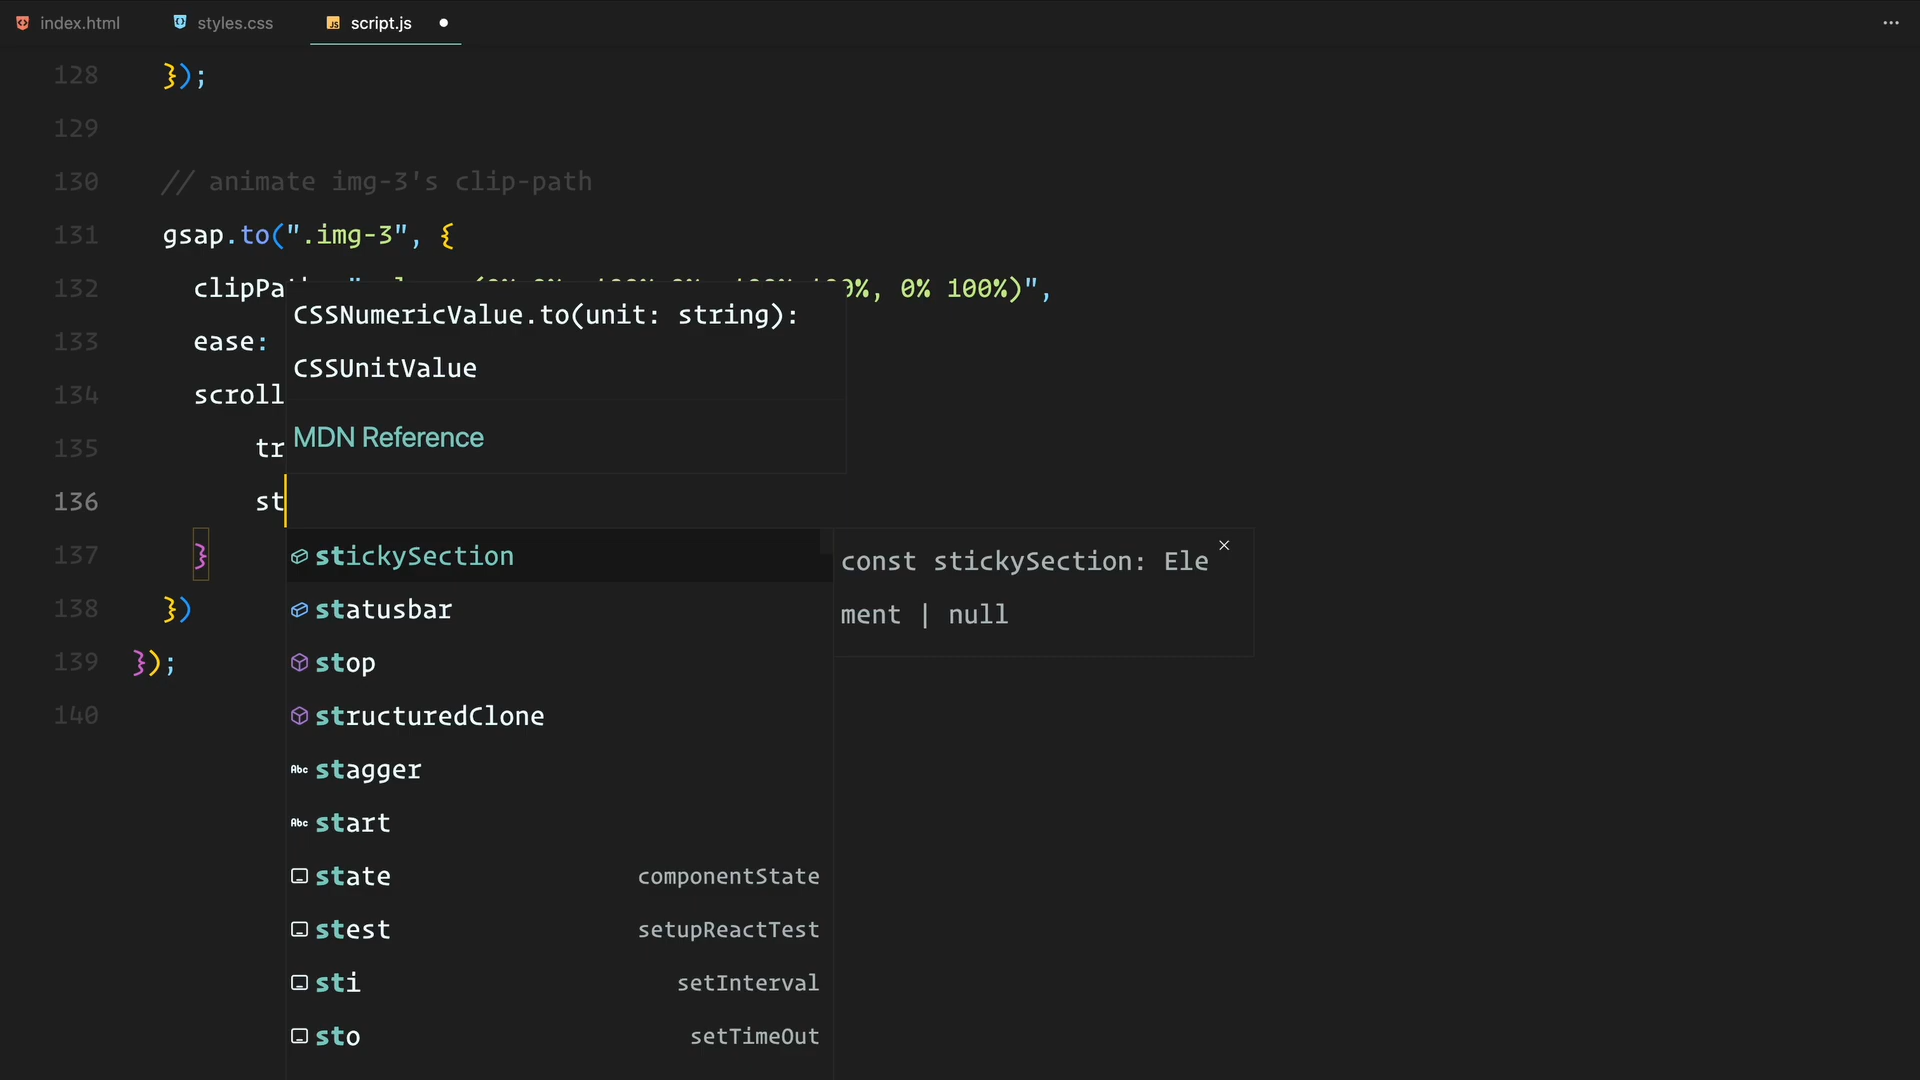 index.html
styles.css
script.js
128 });
129
130 // animate img-3's clip-path
131 gsap.to(".img-3", {
132 clipPa 0%, 0% 100%)",
CSSNumericValue.to(unit: string):
133 ease:
CSSUnitValue
134 scroll
MDN Reference
135 tr
136 st
137 }
stickySection
const stickySection: Ele
ment | null
138 })
statusbar
139 });
stop
140
structuredClone
Abc stagger
Abc start
state componentState
stest setupReactTest
sti setInterval
sto setTimeOut